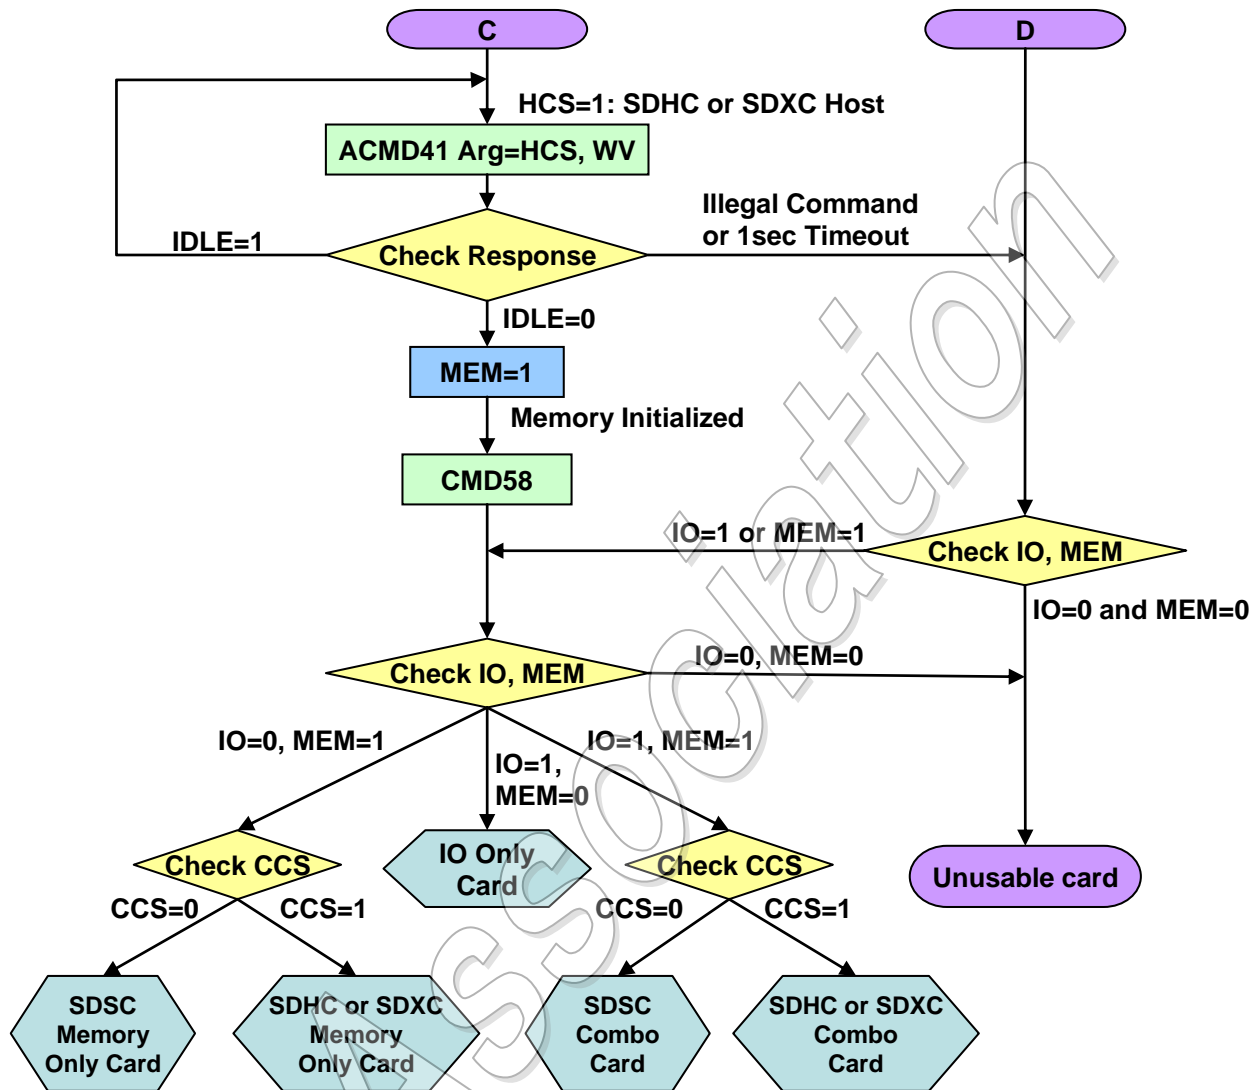 C
D
HCS=1: SDHC or SDXC Host
ACMD41 Arg=HCS, WV
Illegal Command
or 1sec Timeout
IDLE=1
Check Response
IDLE=0
MEM=1
Memory Initialized
CMD58
IO=1 or MEM=1
Check IO, MEM
IO=0 and MEM=0
Check IO, MEM
IO=0, MEM=0
IO=0, MEM=1
IO=1,
MEM=0
IO=1, MEM=1
Check CCS
IO Only
Card
Check CCS
Unusable card
CCS=0
CCS=1
CCS=0
CCS=1
SDSC
Memory
Only Card
SDHC or SDXC
Memory
Only Card
SDSC
Combo
Card
SDHC or SDXC
Combo
Card
Association